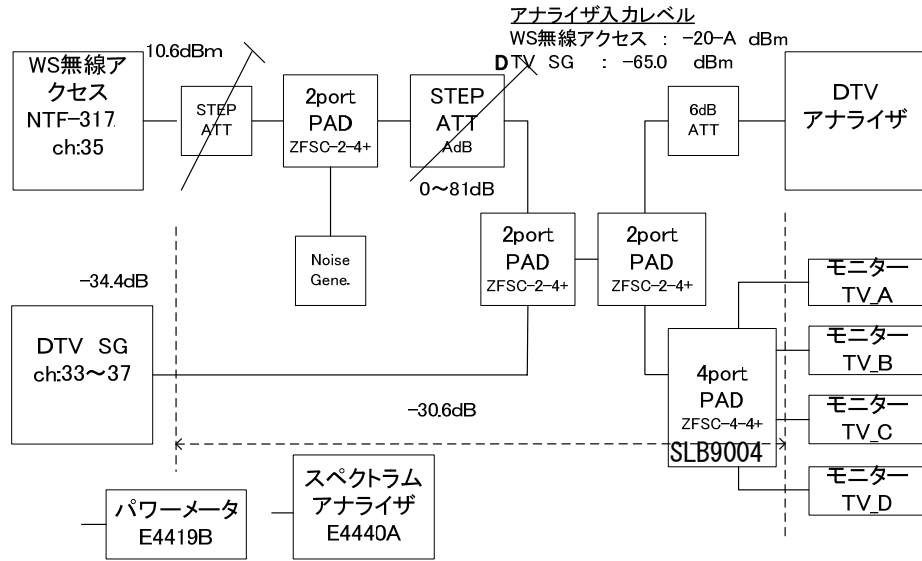 アナライザ入力レベル
WS無線アクセス : -20-A dBm
DTV SG : -65.0 dBm
10.6dBm
WS無線ア
クセス
NTF-317
ch:35
STEP
ATT
2port
PAD
ZFSC-2-4+
STEP
ATT
AdB
0～81dB
6dB
ATT
DTV
アナライザ
Noise
Gene.
2port
PAD
ZFSC-2-4+
2port
PAD
ZFSC-2-4+
-34.4dB
DTV SG
ch:33～37
-30.6dB
4port
PAD
ZFSC-4-4+
SLB9004
モニター
TV_A
モニター
TV_B
モニター
TV_C
モニター
TV_D
パワーメータ
E4419B
スペクトラム
アナライザ
E4440A